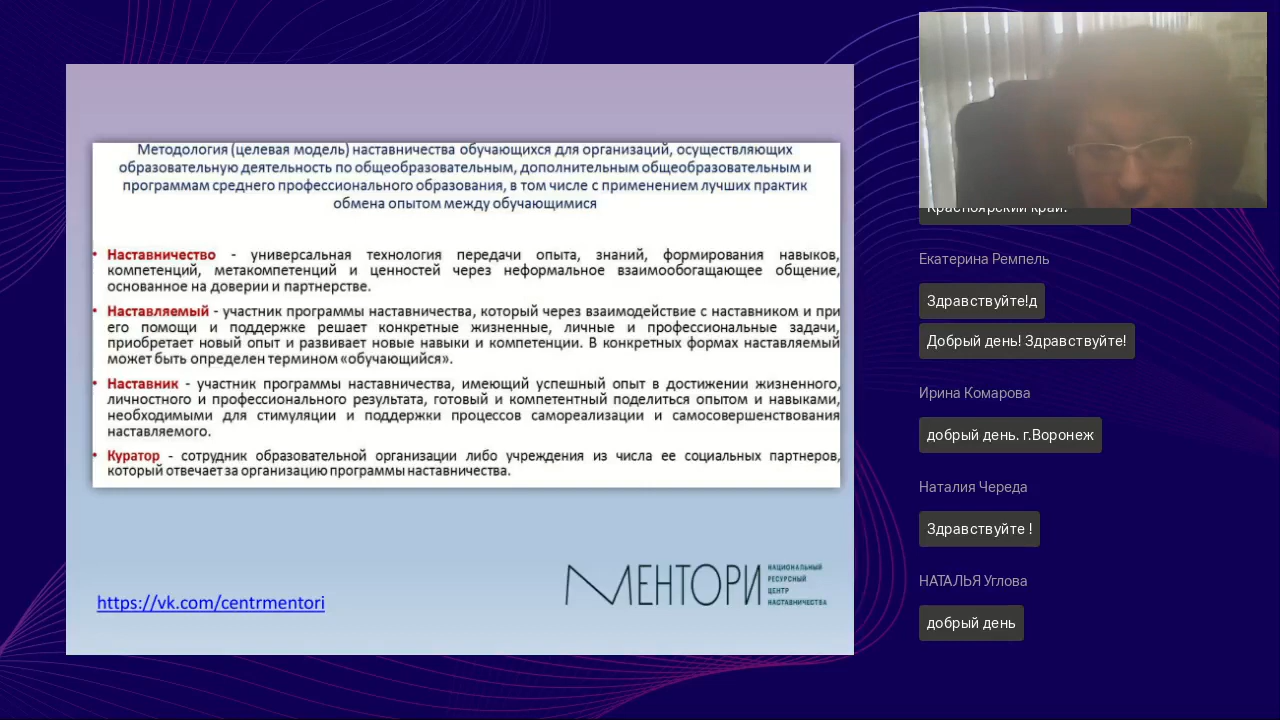 Методология (целевая модель) наставничества обучающихся для организаций, осуществляющих
образовательную деятельность по общеобразовательным, дополнительным общеобразовательным и
программам среднего профессионального образования, в том числе с применением лучших практик
обмена опытом между обучающимися
• Наставничество - универсальная технология передачи опыта, знаний, формирования навыков,
компетенций, метакомпетенций и ценностей через неформальное взаимообогащающее общение,
основанное на доверии и партнерстве.
• Наставляемый - участник программы наставничества, который через взаимодействие с наставником и при
его помощи и поддержке решает конкретные жизненные, личные и профессиональные задачи,
приобретает новый опыт и развивает новые навыки и компетенции. В конкретных формах наставляемый
может быть определен термином «обучающийся».
• Наставник - участник программы наставничества, имеющий успешный опыт в достижении жизненного,
личностного и профессионального результата, готовый и компетентный поделиться опытом и навыками,
необходимыми для стимуляции и поддержки процессов самореализации и самосовершенствования
наставляемого.
• Куратор - сотрудник образовательной организации либо учреждения из числа ее социальных партнеров,
который отвечает за организацию программы наставничества.
https://vk.com/centrmentori
МЕНТОРИ
НАЦИОНАЛЬНЫЙ
РЕСУРСНЫЙ
ЦЕНТР
НАСТАВНИЧЕСТВА
Красноярский край.
Екатерина Ремпель
Здравствуйте!д
Добрый день! Здравствуйте!
Ирина Комарова
добрый день. г.Воронеж
Наталия Череда
Здравствуйте !
НАТАЛЬЯ Углова
добрый день